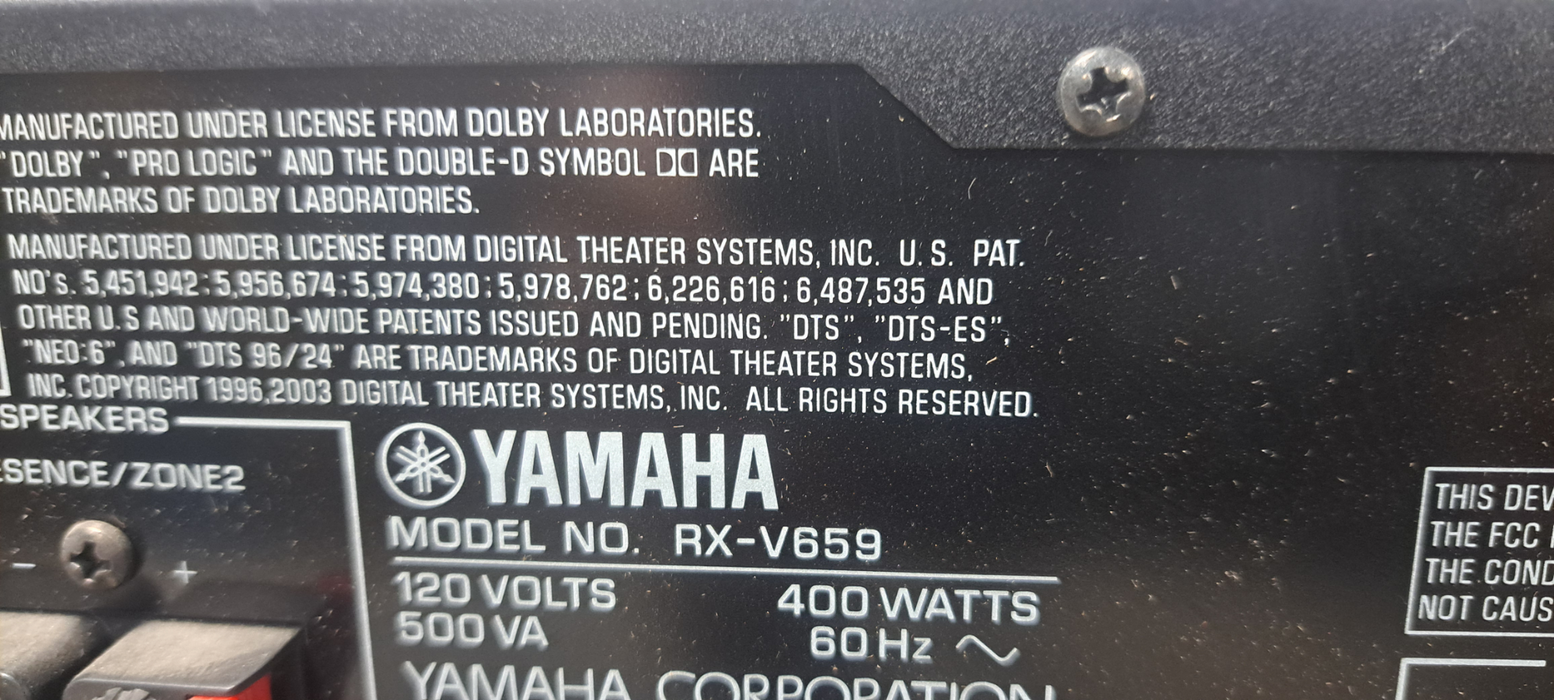 MANUFACTURED UNDER LICENSE FROM DOLBY LABORATORIES.
"DOLBY", "PRO LOGIC" AND THE DOUBLE-D SYMBOL ARE
TRADEMARKS OF DOLBY LABORATORIES.
MANUFACTURED UNDER LICENSE FROM DIGITAL THEATER SYSTEMS, INC. U.S. PAT.
NO's. 5,451,942;5,956,674;5,974,380;5,978,762;6,226,616;6,487,535 AND
OTHER U.S AND WORLD-WIDE PATENTS ISSUED AND PENDING. "DTS", "DTS-ES",
"NEO:6", AND "DTS 96/24" ARE TRADEMARKS OF DIGITAL THEATER SYSTEMS,
INC. COPYRIGHT 1996,2003 DIGITAL THEATER SYSTEMS, INC. ALL RIGHTS RESERVED.
SPEAKERS
ESENCE/ZONE2
- +
YAMAHA
MODEL NO. RX-V659
120 VOLTS 400 WATTS
500 VA 60 Hz ~
YAMAHA CORPORATION
THIS DEV
THE FCC
THE COND
NOT CAUS